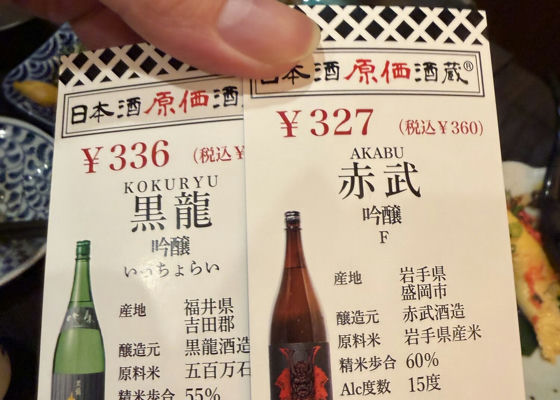 日本酒原価酒
¥336
(税込¥
KOKURYU
黒龍
吟醸
いっちょらい
産地 福井県
吉田郡
醸造元 黒龍酒造
原料米 五百万石
精米歩合 55%
日本酒原価酒蔵®
¥327
(税込¥360)
AKABU
赤武
吟醸
F
産地 岩手県
盛岡市
醸造元 赤武酒造
原料米 岩手県産米
精米歩合 60%
Alc度数 15度